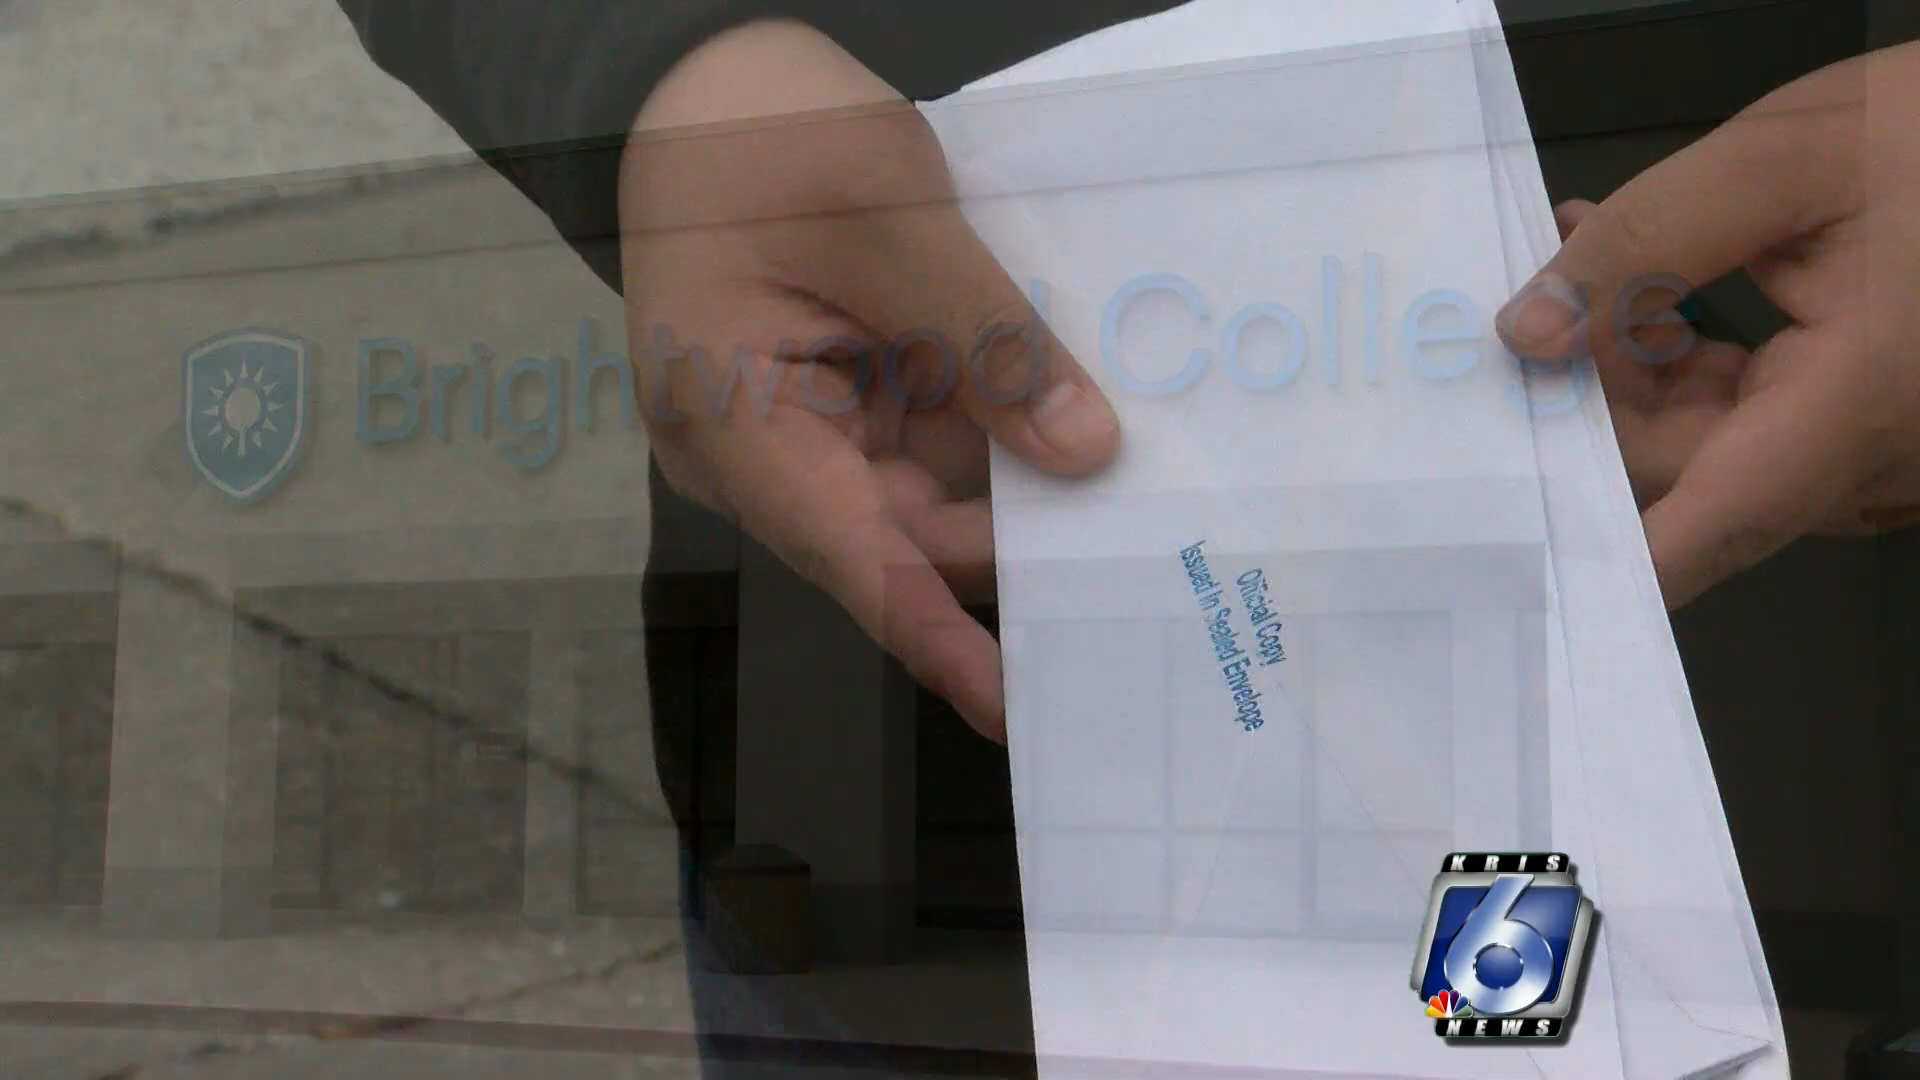 Brightwood College
Official Copy
Issued In Sealed Envelope
KRIS
6
NEWS